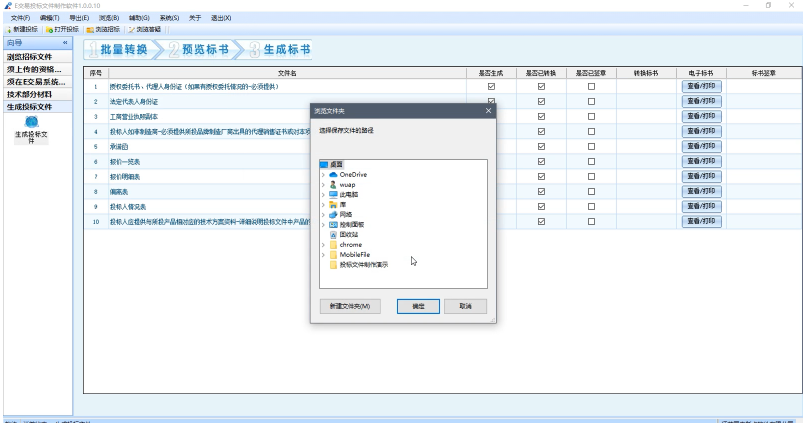 E交易投标文件制作软件1.0.0.10
文件(F) 编辑(T) 导出(E) 浏览(B) 辅助(G) 系统(S) 关于 退出(X)
新建投标 打开投标 浏览招标 浏览答疑
向导 «
浏览招标文件
须上传的资格...
须在E交易系统...
技术部分材料
生成投标文件
生成投标文
件
1 批量转换 2 预览标书 3 生成标书
序号 文件名 是否生成 是否已转换 是否已签章 转换标书 电子标书 标书签章
1 授权委托书、代理人身份证（如果有授权委托情况的-必须提供） 查看/打印
2 法定代表人身份证 查看/打印
3 工商营业执照副本 查看/打印
4 投标人如非制造商-必须提供所投品牌制造厂商出具的代理销售证书或对本项 查看/打印
5 承诺函 查看/打印
6 报价一览表 查看/打印
7 报价明细表 查看/打印
8 偏离表 查看/打印
9 投标人情况表 查看/打印
10 投标人应提供与所投产品相对应的技术方案资料-详细说明投标文件中产品的 查看/打印
浏览文件夹
选择保存文件的路径
桌面
OneDrive
wuap
此电脑
库
网络
控制面板
回收站
chrome
MobileFile
投标文件制作演示
新建文件夹(M) 确定 取消